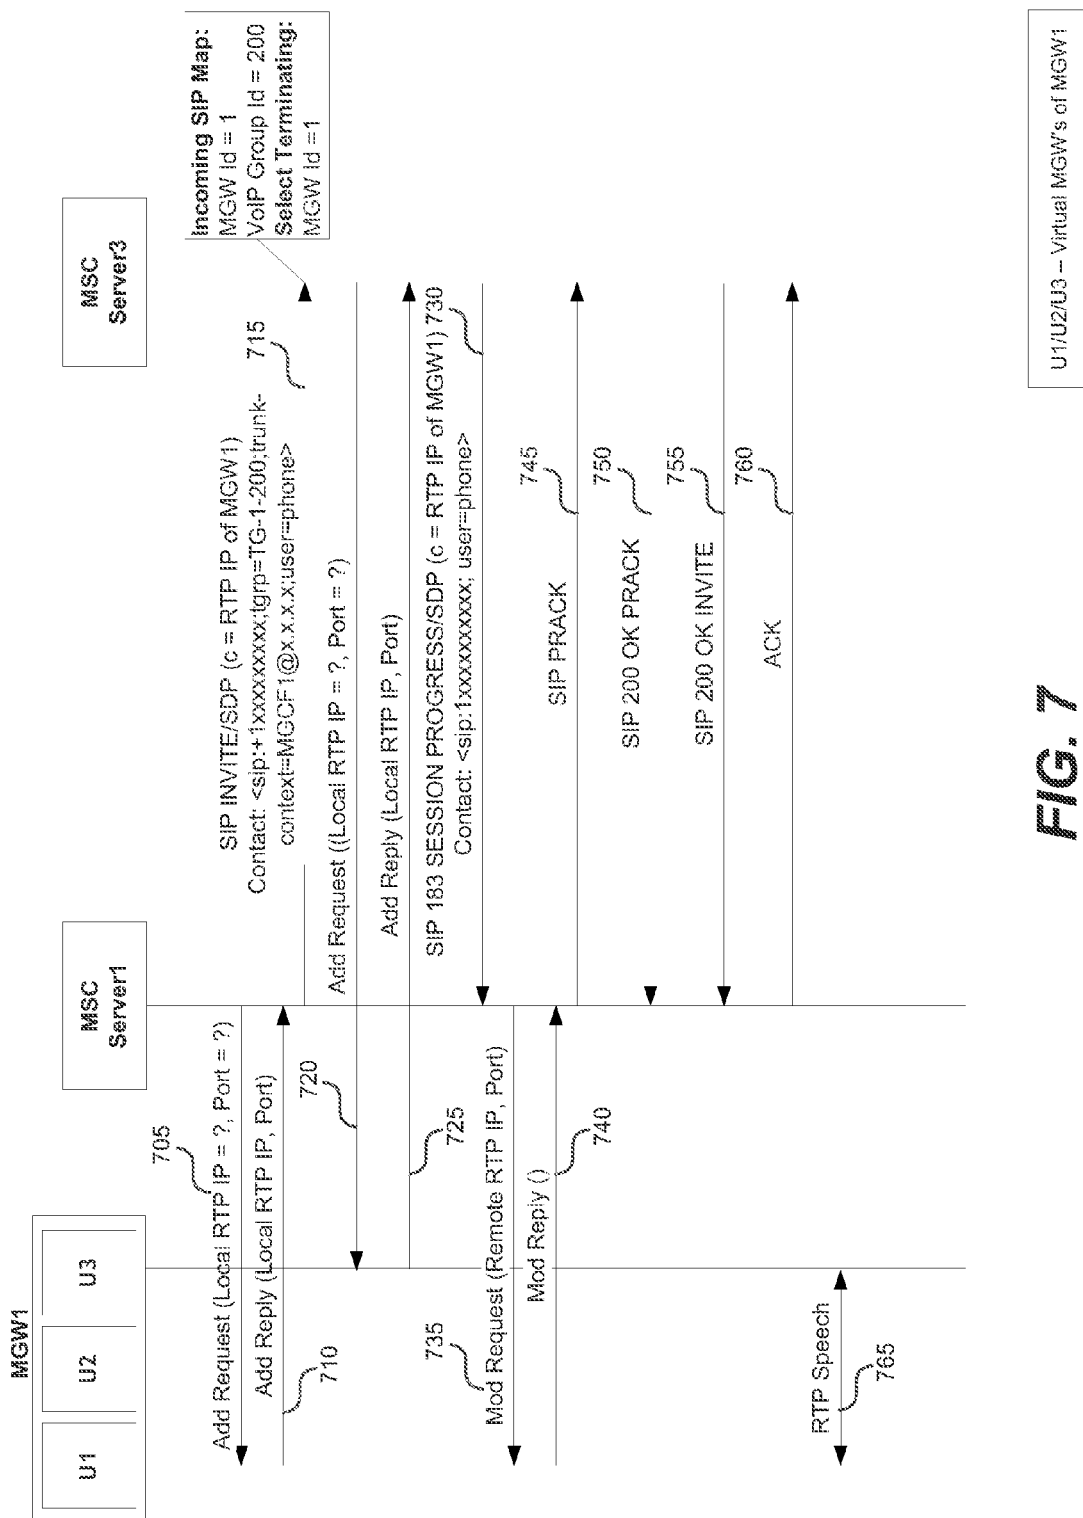 MGW1
U1
U2
U3
MSC
Server1
MSC
Server3
Incoming SIP Map:
MGW Id = 1
VoIP Group Id = 200
Select Terminating:
MGW Id =1
705
Add Request (Local RTP IP = ?, Port = ?)
Add Reply (Local RTP IP, Port)
710
SIP INVITE/SDP (c = RTP IP of MGW1)
Contact: <sip:+1xxxxxxxxx;tgrp=TG-1-200;trunk-
context=MGCF1@x.x.x.x;user=phone>
715
Add Request ((Local RTP IP = ?, Port = ?)
720
Add Reply (Local RTP IP, Port)
725
SIP 183 SESSION PROGRESS/SDP (c = RTP IP of MGW1) 730
Contact: <sip:1xxxxxxxxxx; user=phone>
735
Mod Request (Remote RTP IP, Port)
Mod Reply ()
740
SIP PRACK
745
SIP 200 OK PRACK
750
SIP 200 OK INVITE
755
ACK
760
RTP Speech
765
U1/U2/U3 – Virtual MGW's of MGW1
FIG. 7